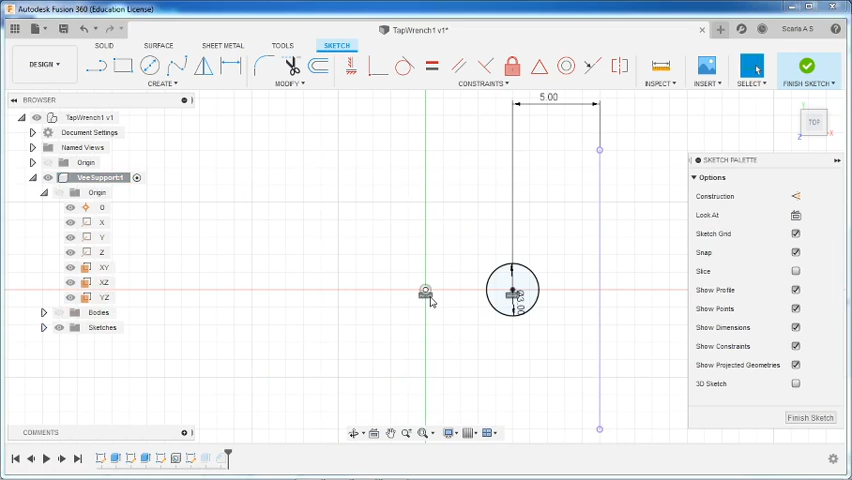 Autodesk Fusion 360 (Education License)
TapWrench1 v1*
Scaria A S
SOLID SURFACE SHEET METAL TOOLS SKETCH
DESIGN
CREATE MODIFY CONSTRAINTS INSPECT INSERT SELECT FINISH SKETCH
BROWSER
TapWrench1 v1
Document Settings
Named Views
Origin
VeeSupport:1
Origin
O
X
Y
Z
XY
XZ
YZ
Bodies
Sketches
5.00
TOP
Y
X
Z
SKETCH PALETTE
Options
Construction
Look At
Sketch Grid
Snap
Slice
Show Profile
Show Points
Show Dimensions
Show Constraints
Show Projected Geometries
3D Sketch
Finish Sketch
COMMENTS